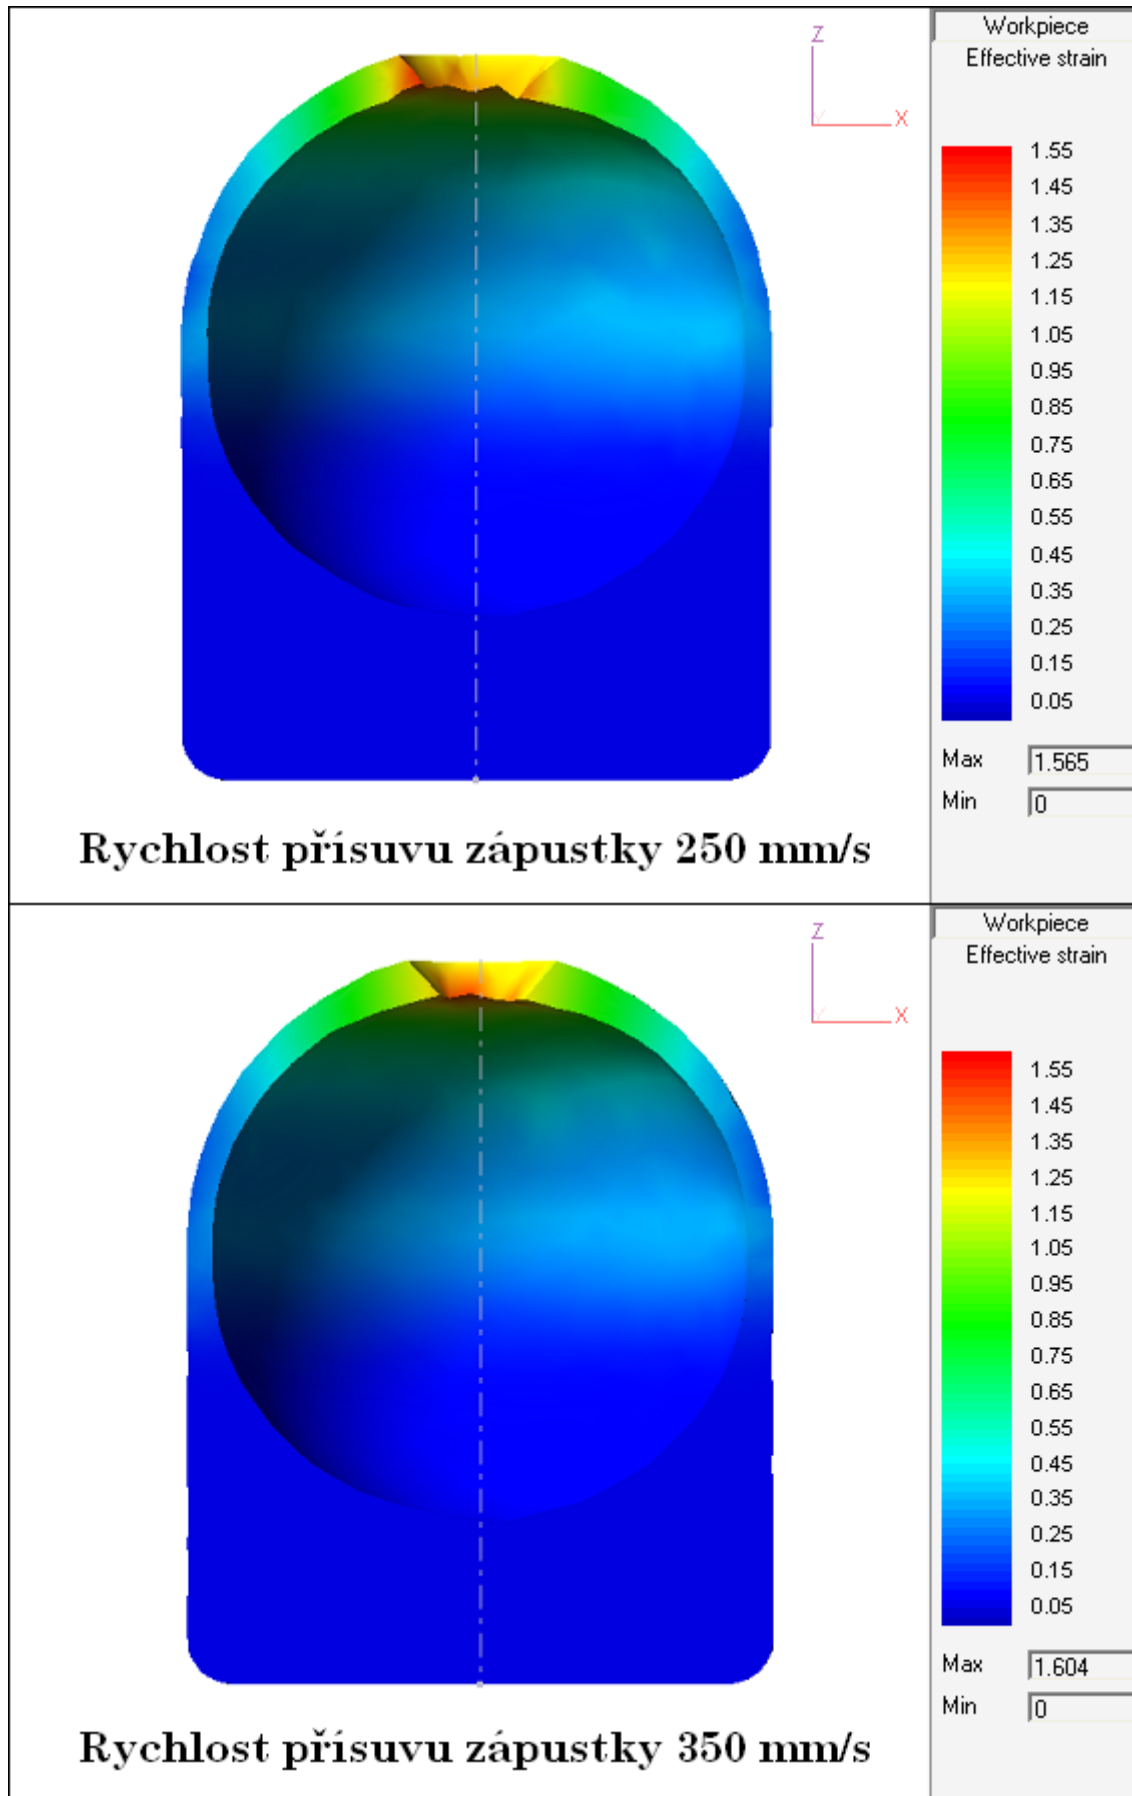 Z
X
Workpiece
Effective strain
1.55
1.45
1.35
1.25
1.15
1.05
0.95
0.85
0.75
0.65
0.55
0.45
0.35
0.25
0.15
0.05
Max 1.565
Min 0
Rychlost přísuvu zápustky 250 mm/s
Z
X
Workpiece
Effective strain
1.55
1.45
1.35
1.25
1.15
1.05
0.95
0.85
0.75
0.65
0.55
0.45
0.35
0.25
0.15
0.05
Max 1.604
Min 0
Rychlost přísuvu zápustky 350 mm/s